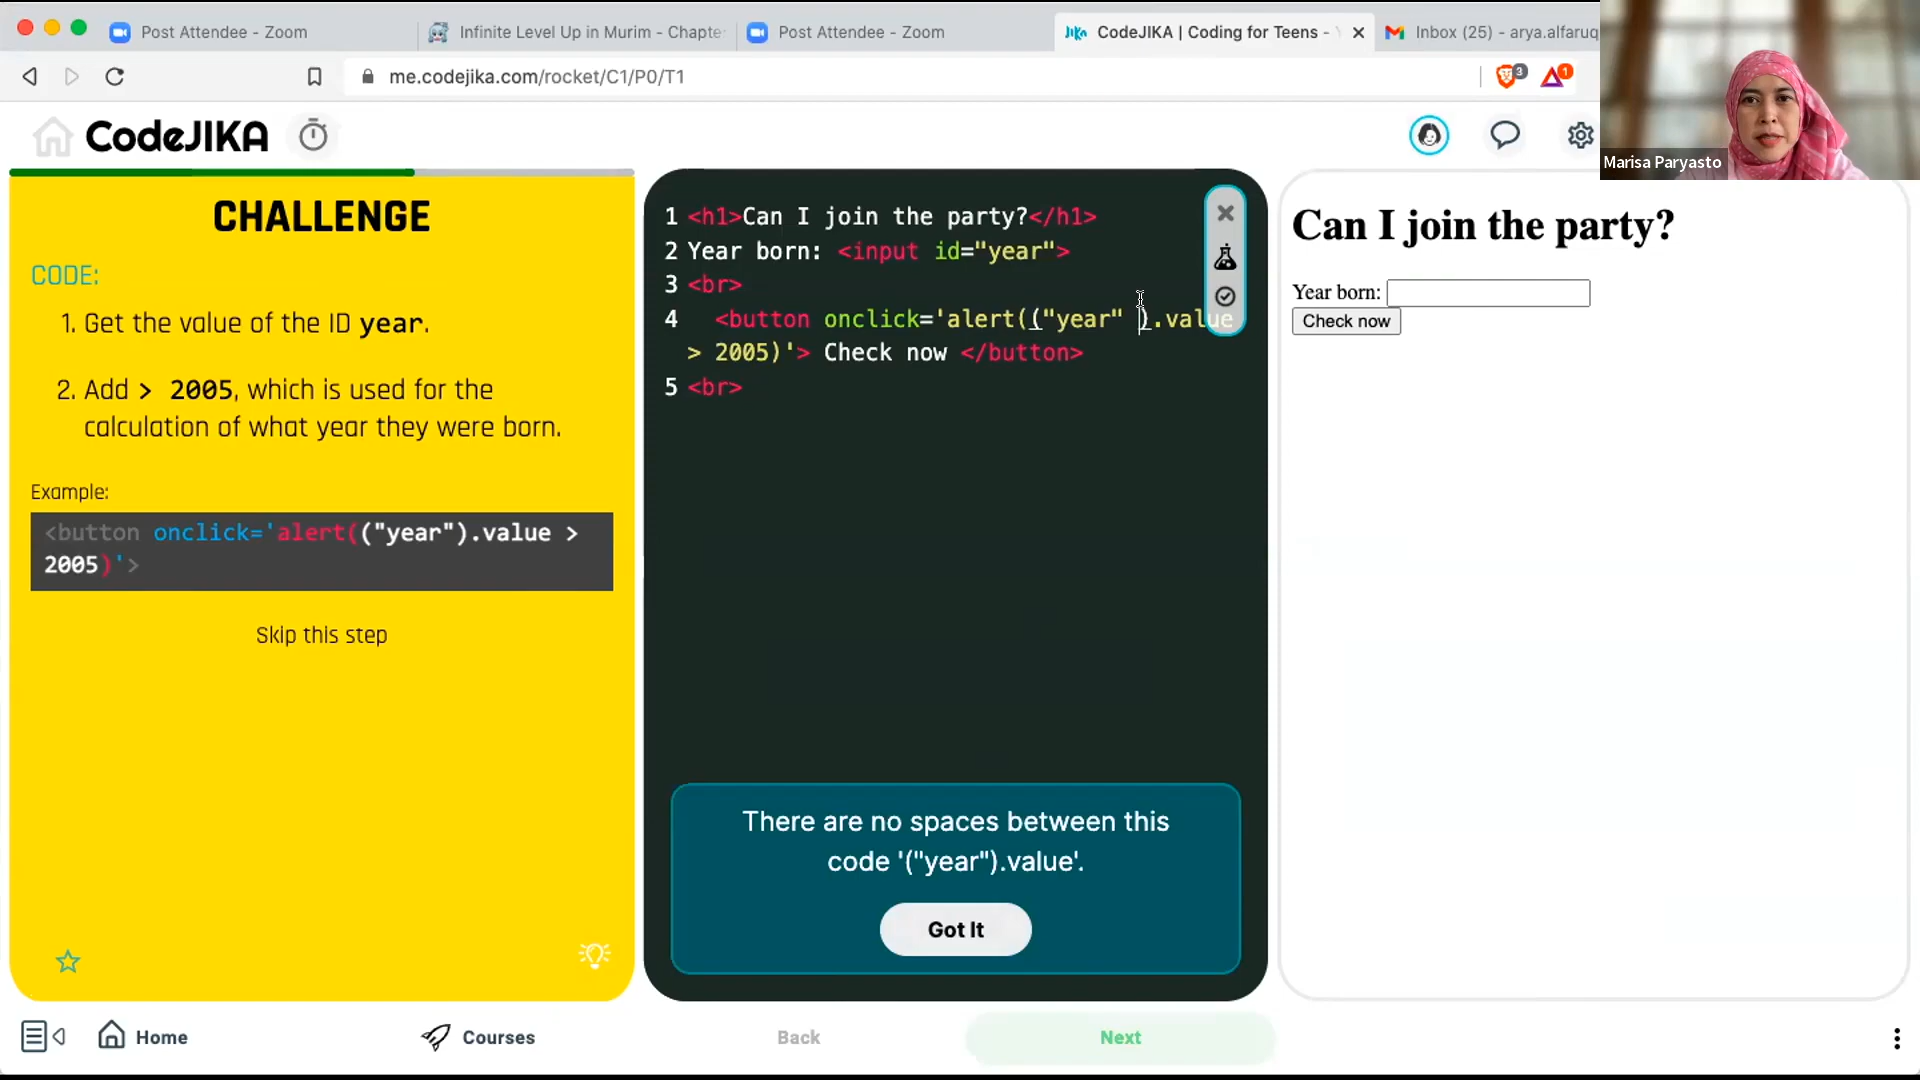 Post Attendee - Zoom
Infinite Level Up in Murim - Chapte
Post Attendee - Zoom
CodeJIKA | Coding for Teens -
Inbox (25) - arya.alfaruq
me.codejika.com/rocket/C1/P0/T1
3
1
Marisa Paryasto
CodeJIKA
CHALLENGE
CODE:
1. Get the value of the ID year.
2. Add > 2005, which is used for the
calculation of what year they were born.
Example:
<button onclick='alert(("year").value >
2005)'>
Skip this step
1 <h1>Can I join the party?</h1>
2 Year born: <input id="year">
3 <br>
4 <button onclick='alert(("year" ).value
> 2005)'> Check now </button>
5 <br>
There are no spaces between this
code '("year").value'.
Got It
Can I join the party?
Year born:
Check now
Home
Courses
Back
Next